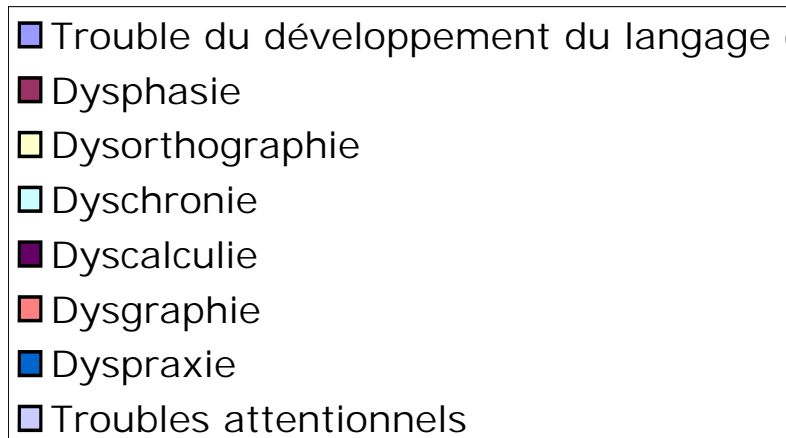 Trouble du développement du langage
Dysphasie
Dysorthographie
Dyschronie
Dyscalculie
Dysgraphie
Dyspraxie
Troubles attentionnels